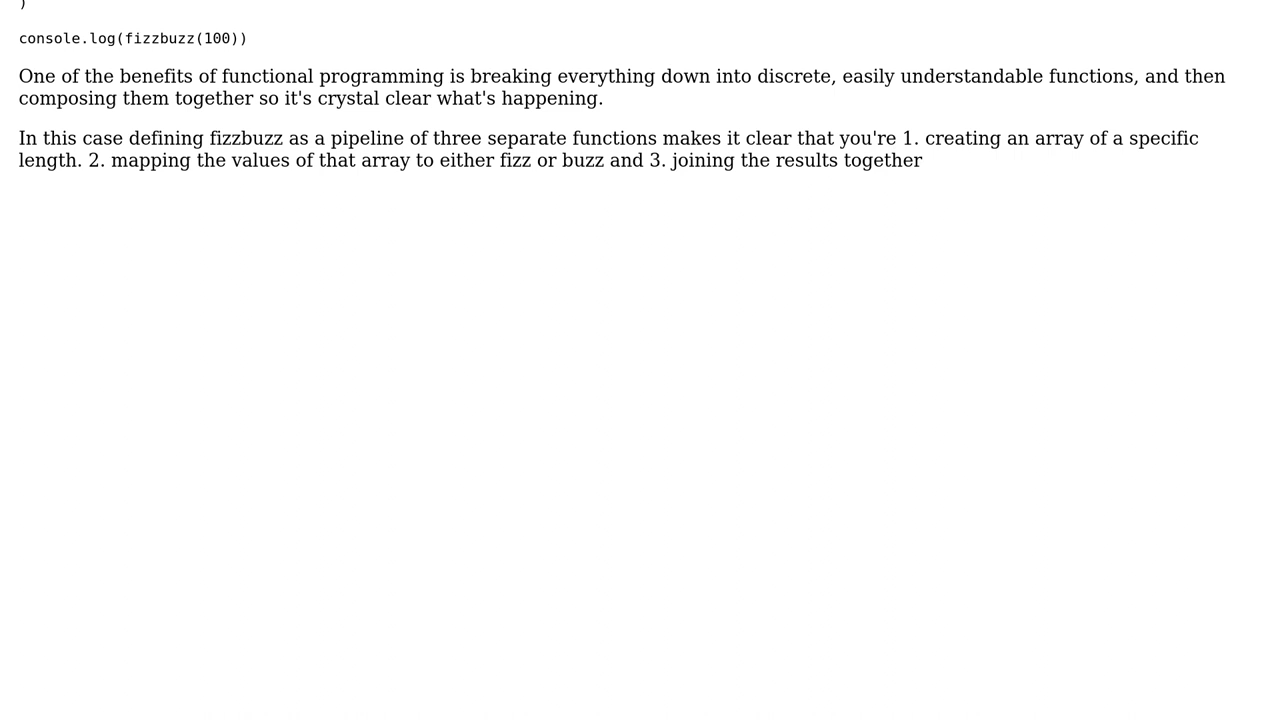 )
console.log(fizzbuzz(100))
One of the benefits of functional programming is breaking everything down into discrete, easily understandable functions, and then
composing them together so it's crystal clear what's happening.
In this case defining fizzbuzz as a pipeline of three separate functions makes it clear that you're 1. creating an array of a specific
length. 2. mapping the values of that array to either fizz or buzz and 3. joining the results together